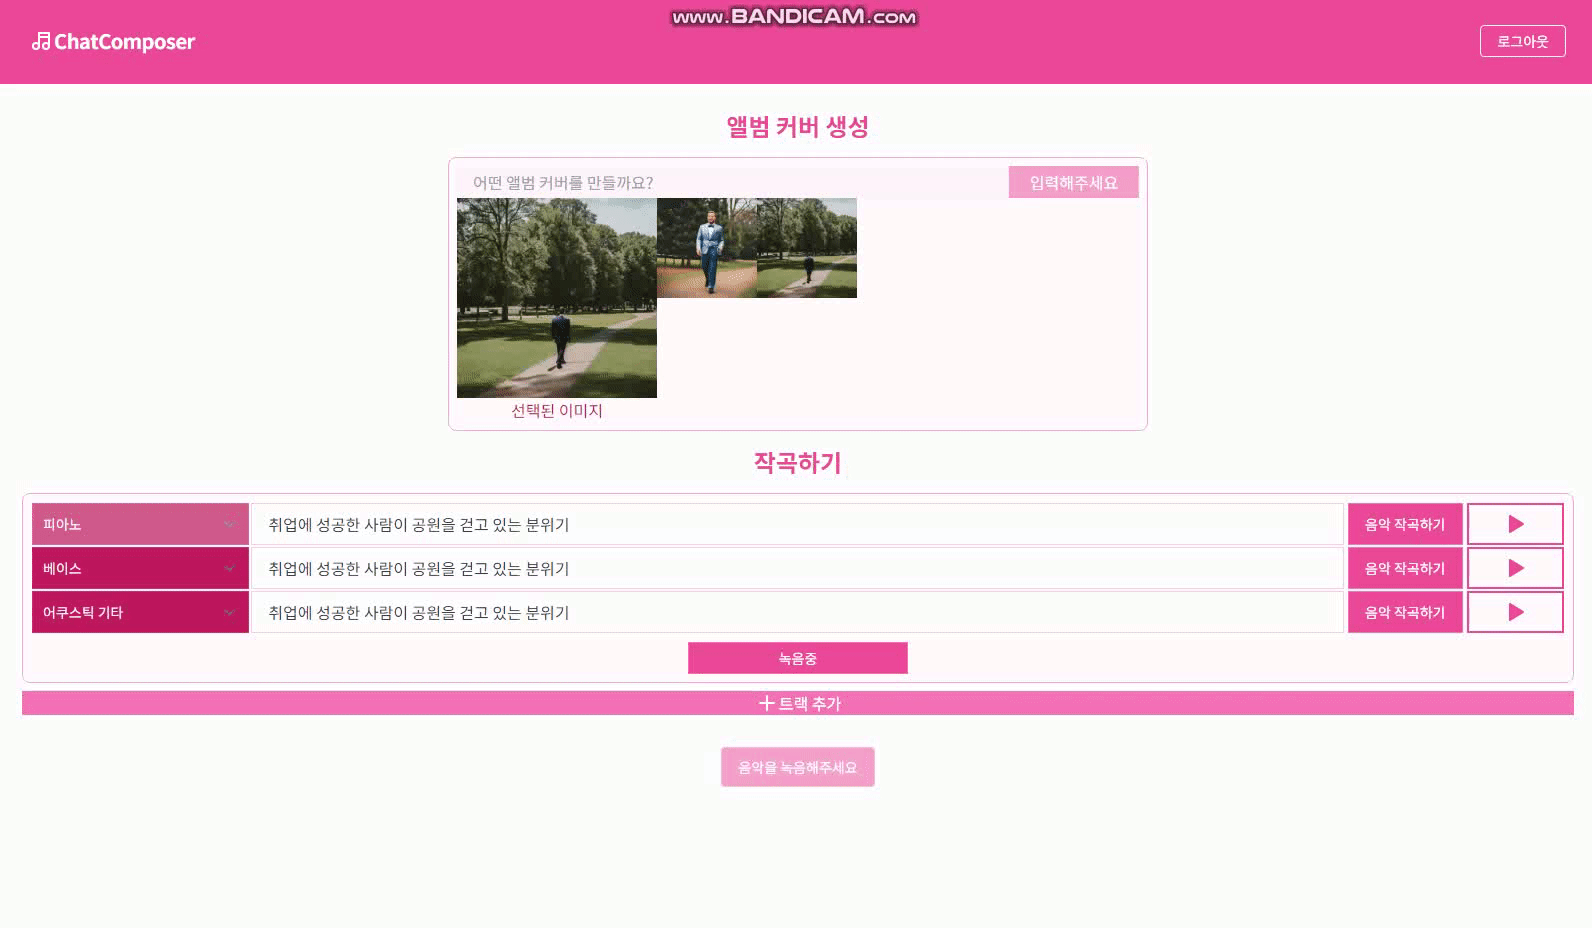 www.BANDICAM.com
ChatComposer
로그아웃
앨범 커버 생성
어떤 앨범 커버를 만들까요?
입력해주세요
선택된 이미지
작곡하기
피아노
취업에 성공한 사람이 공원을 걷고 있는 분위기
음악 작곡하기
베이스
취업에 성공한 사람이 공원을 걷고 있는 분위기
음악 작곡하기
어쿠스틱 기타
취업에 성공한 사람이 공원을 걷고 있는 분위기
음악 작곡하기
녹음중
트랙 추가
음악을 녹음해주세요